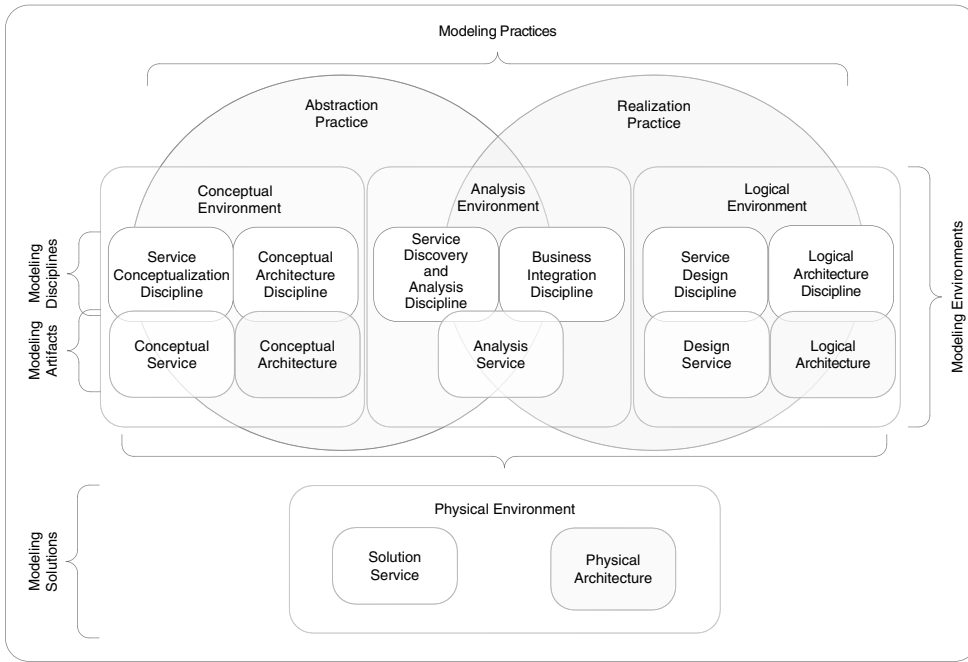 Modeling Practices
Abstraction
Practice
Realization
Practice
Conceptual
Environment
Analysis
Environment
Logical
Environment
Modeling
Disciplines
Service
Conceptualization
Discipline
Conceptual
Architecture
Discipline
Service
Discovery
and
Analysis
Discipline
Business
Integration
Discipline
Service
Design
Discipline
Logical
Architecture
Discipline
Modeling
Artifacts
Conceptual
Service
Conceptual
Architecture
Analysis
Service
Design
Service
Logical
Architecture
Modeling Environments
Modeling
Solutions
Physical Environment
Solution
Service
Physical
Architecture